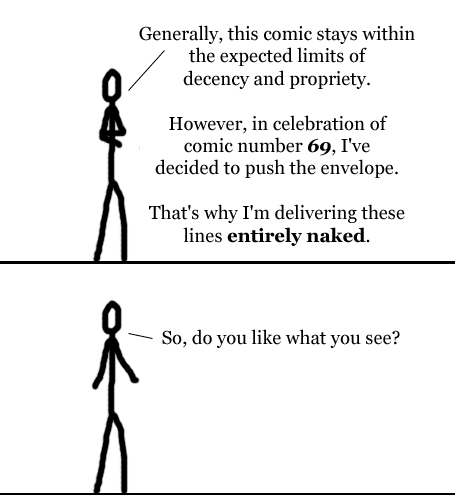 Generally, this comic stays within
the expected limits of
decency and propriety.
However, in celebration of
comic number 69, I've
decided to push the envelope.
That's why I'm delivering these
lines entirely naked.
So, do you like what you see?